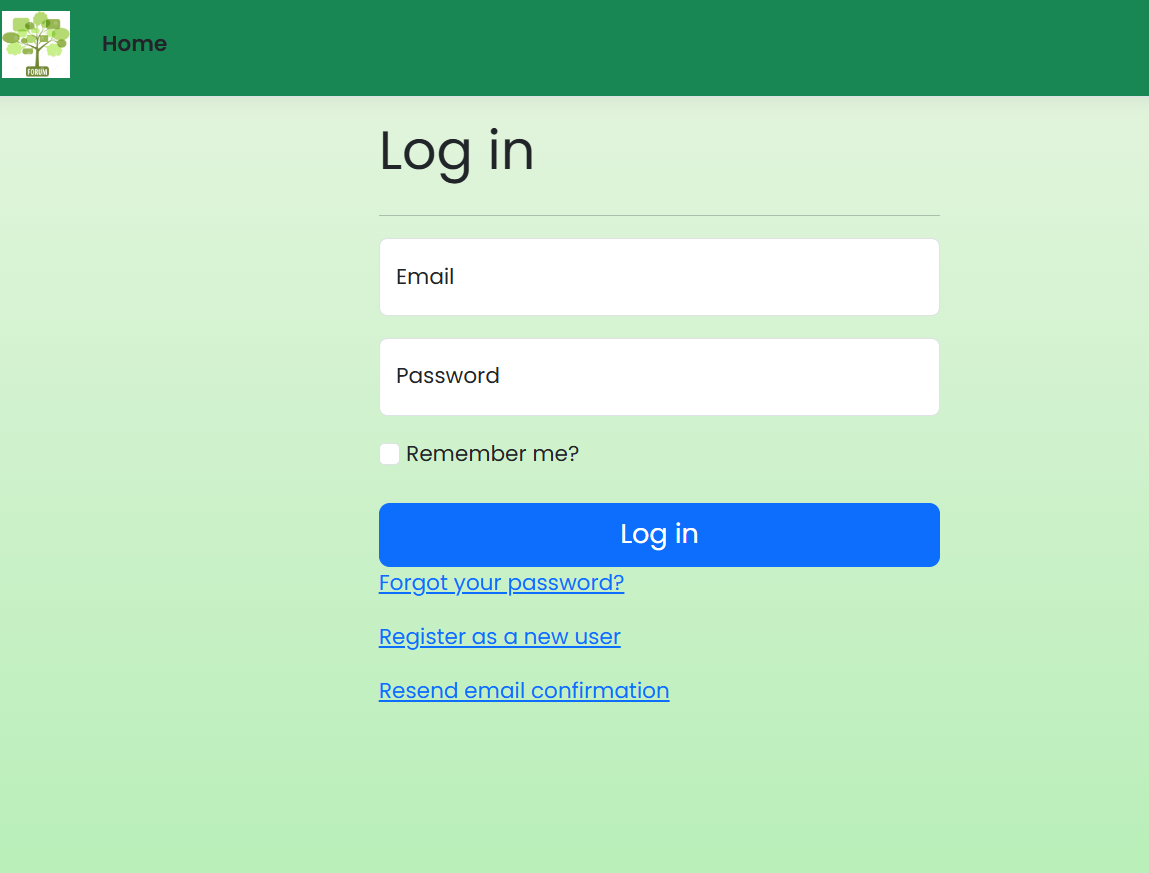 FORUM
Home
Log in
Email
Password
Remember me?
Log in
Forgot your password?
Register as a new user
Resend email confirmation